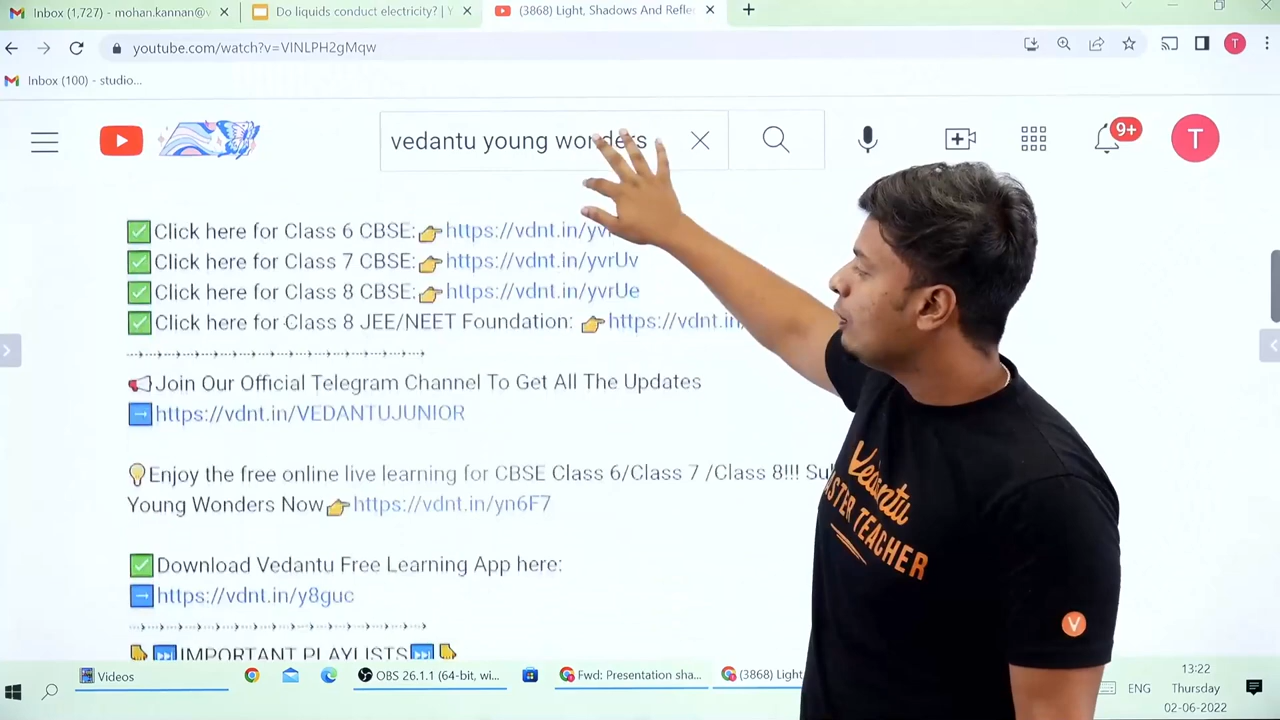 Inbox (1,727) - mohan.kannan@v
Do liquids conduct electricity? | Y
(3868) Light, Shadows And Refle
youtube.com/watch?v=VINLPH2gMqw
T
Inbox (100) - studio...
vedantu young wonders
9+
T
Click here for Class 6 CBSE: https://vdnt.in/yv
Click here for Class 7 CBSE: https://vdnt.in/yvrUv
Click here for Class 8 CBSE: https://vdnt.in/yvrUe
Click here for Class 8 JEE/NEET Foundation: https://vdnt.in/
Join Our Official Telegram Channel To Get All The Updates
https://vdnt.in/VEDANTUJUNIOR
Enjoy the free online live learning for CBSE Class 6/Class 7 /Class 8!!! Su
Young Wonders Now https://vdnt.in/yn6F7
Download Vedantu Free Learning App here:
https://vdnt.in/y8guc
IMPORTANT PLAYLISTS
Vedantu
MASTER TEACHER
V
Videos
OBS 26.1.1 (64-bit, wi...
Fwd: Presentation sha...
(3868) Light
ENG
13:22
Thursday
02-06-2022